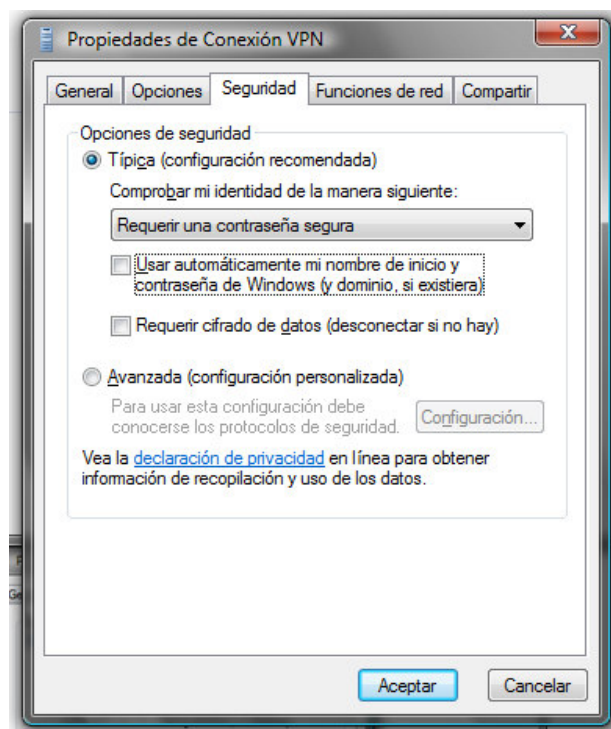 Propiedades de Conexión VPN
General Opciones Seguridad Funciones de red Compartir
Opciones de seguridad
Típica (configuración recomendada)
Comprobar mi identidad de la manera siguiente:
Requerir una contraseña segura
Usar automáticamente mi nombre de inicio y
contraseña de Windows (y dominio, si existiera)
Requerir cifrado de datos (desconectar si no hay)
Avanzada (configuración personalizada)
Para usar esta configuración debe
conocerse los protocolos de seguridad.
Configuración...
Vea la declaración de privacidad en línea para obtener
información de recopilación y uso de los datos.
Aceptar Cancelar